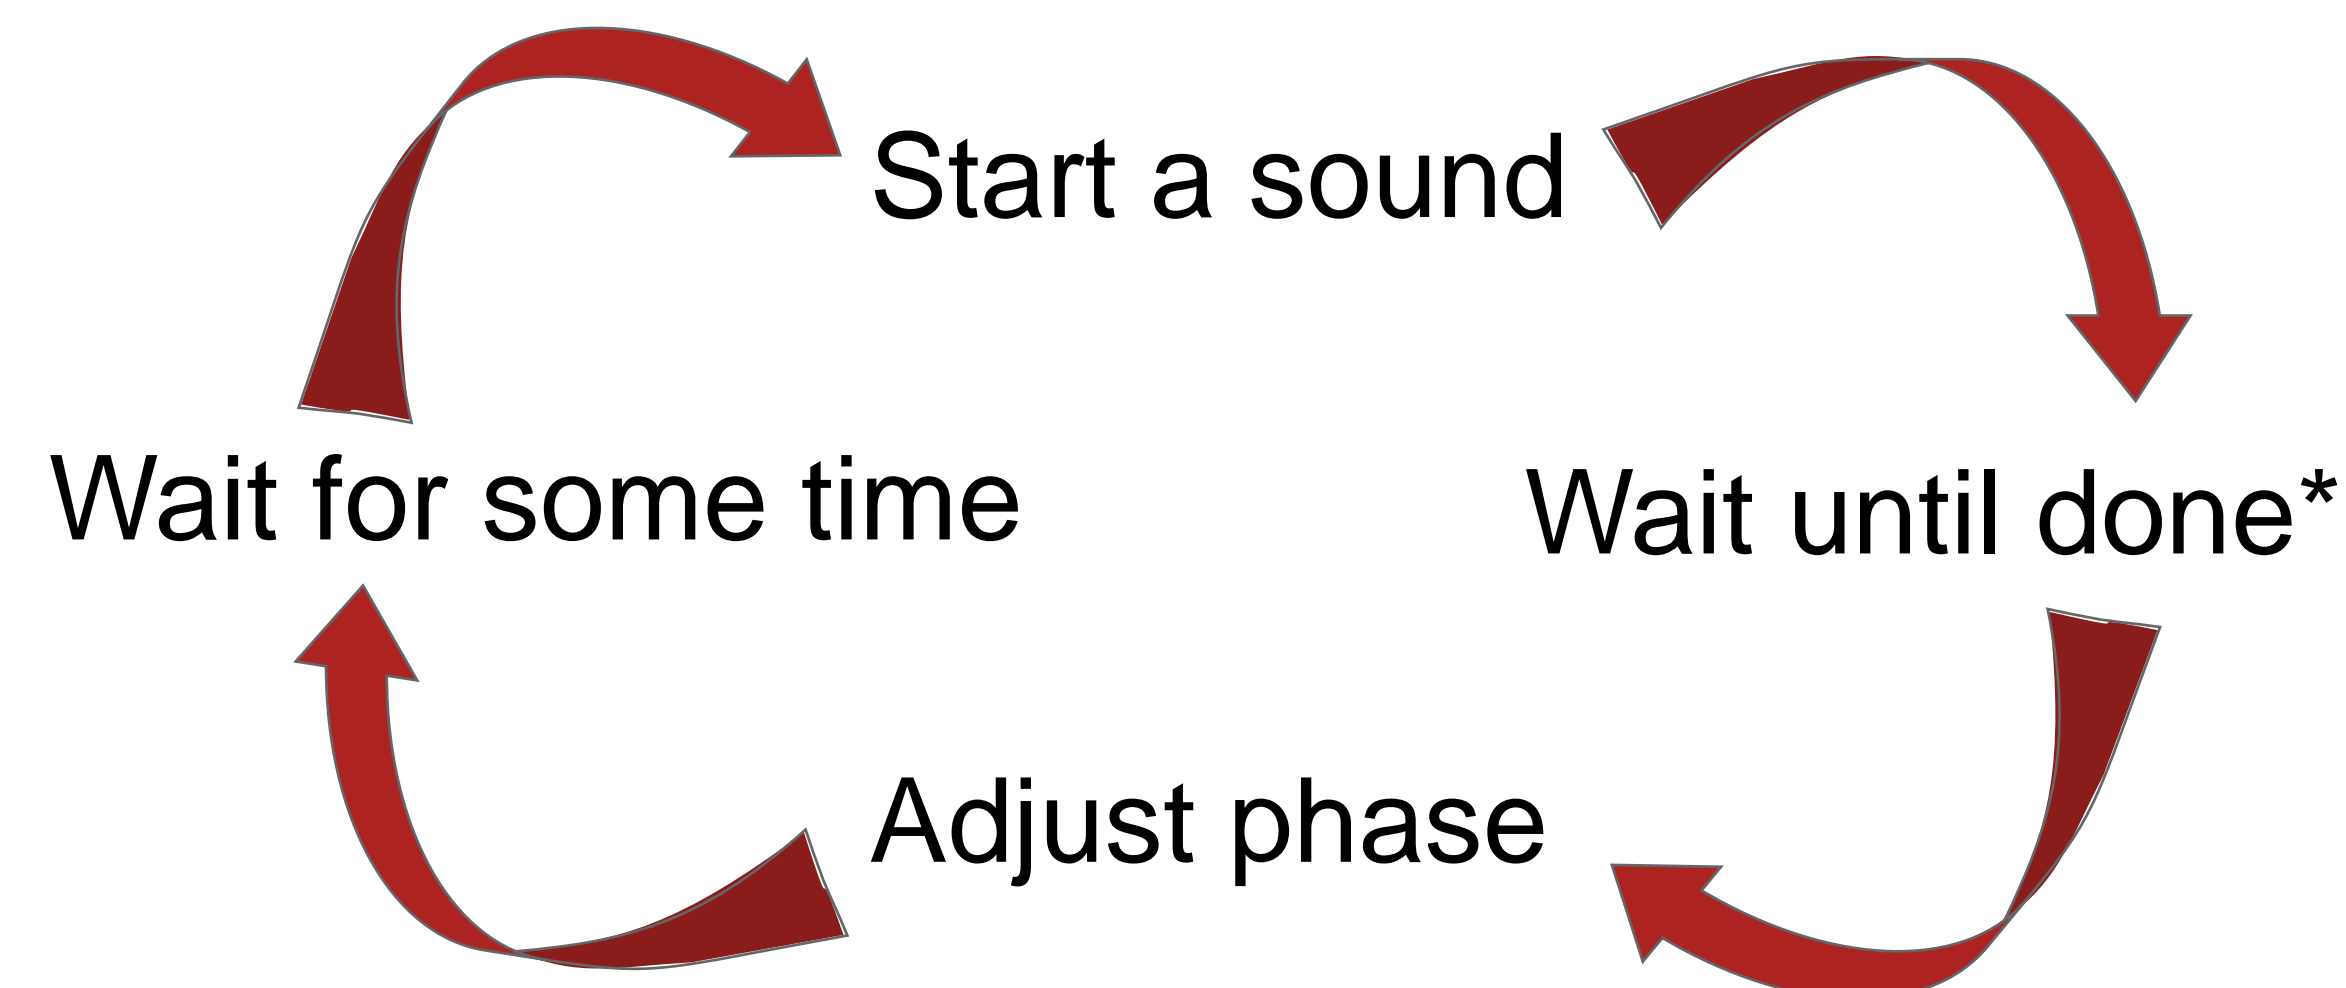 Start a sound
Wait for some time
Wait until done*
Adjust phase